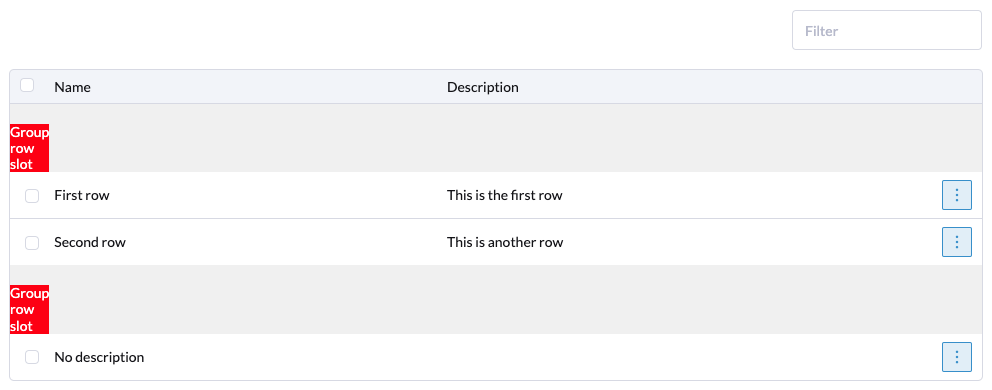 Filter
Name Description
Group
row
slot
First row This is the first row
Second row This is another row
Group
row
slot
No description